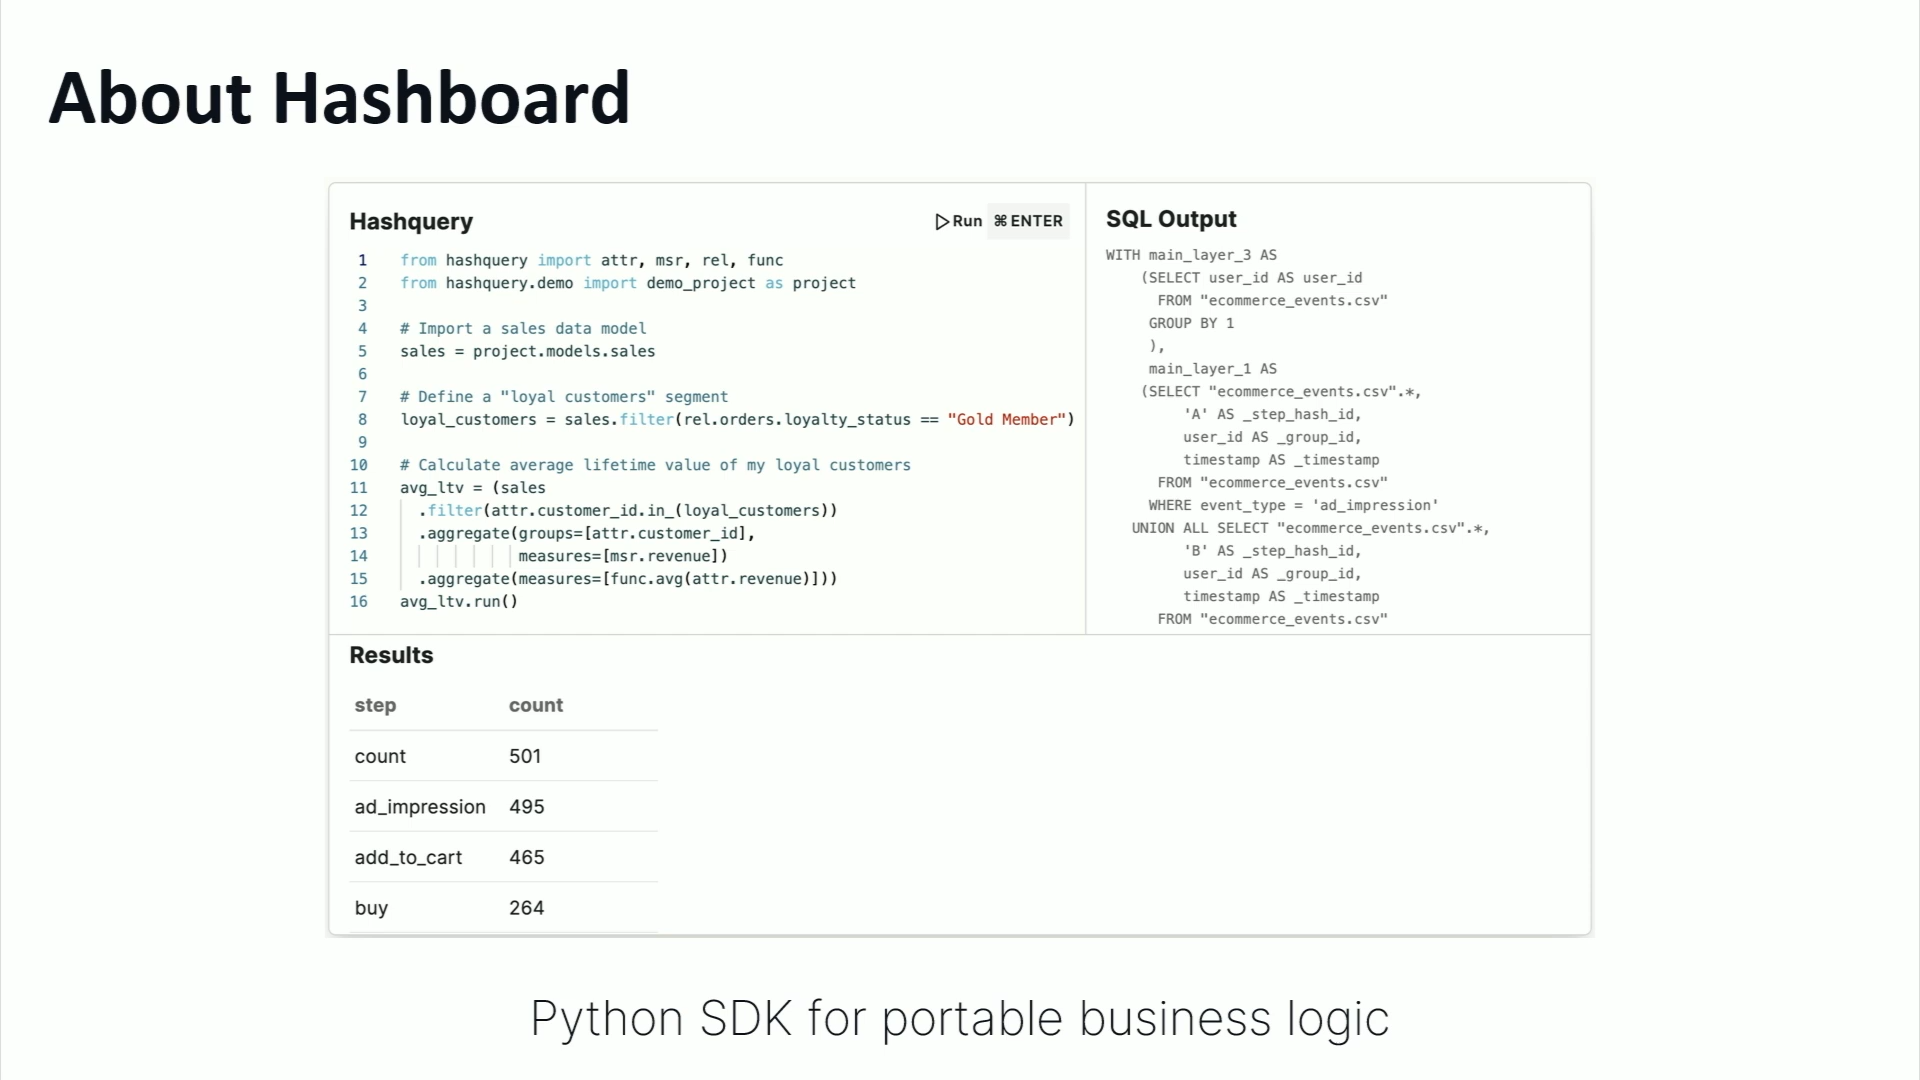 About Hashboard
Hashquery
Run ⌘ ENTER
1 from hashquery import attr, msr, rel, func
2 from hashquery.demo import demo_project as project
3
4 # Import a sales data model
5 sales = project.models.sales
6
7 # Define a "loyal customers" segment
8 loyal_customers = sales.filter(rel.orders.loyalty_status == "Gold Member")
9
10 # Calculate average lifetime value of my loyal customers
11 avg_ltv = (sales
12 .filter(attr.customer_id.in_(loyal_customers))
13 .aggregate(groups=[attr.customer_id],
14 measures=[msr.revenue])
15 .aggregate(measures=[func.avg(attr.revenue)]))
16 avg_ltv.run()
SQL Output
WITH main_layer_3 AS
(SELECT user_id AS user_id
FROM "ecommerce_events.csv"
GROUP BY 1
),
main_layer_1 AS
(SELECT "ecommerce_events.csv".*,
'A' AS _step_hash_id,
user_id AS _group_id,
timestamp AS _timestamp
FROM "ecommerce_events.csv"
WHERE event_type = 'ad_impression'
UNION ALL SELECT "ecommerce_events.csv".*,
'B' AS _step_hash_id,
user_id AS _group_id,
timestamp AS _timestamp
FROM "ecommerce_events.csv"
Results
step count
count 501
ad_impression 495
add_to_cart 465
buy 264
Python SDK for portable business logic